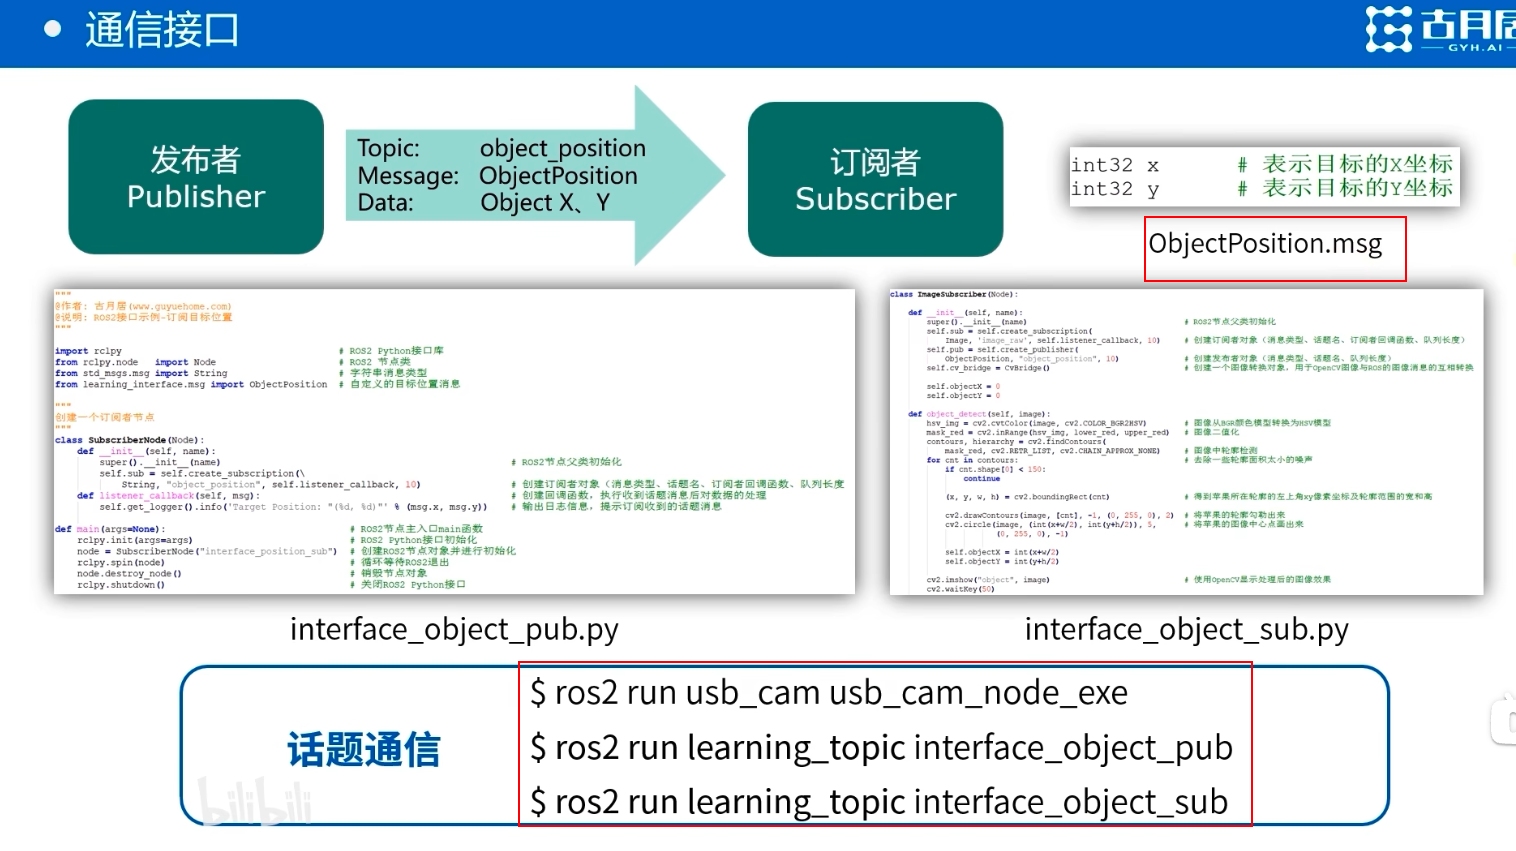 通信接口
古月居
GYH.AI
发布者
Publisher
Topic: object_position
Message: ObjectPosition
Data: Object X、Y
订阅者
Subscriber
int32 x # 表示目标的X坐标
int32 y # 表示目标的Y坐标
ObjectPosition.msg
"""
@作者: 古月居(www.guyuehome.com)
@说明: ROS2接口示例-订阅目标位置
"""
import rclpy # ROS2 Python接口库
from rclpy.node import Node # ROS2 节点类
from std_msgs.msg import String # 字符串消息类型
from learning_interface.msg import ObjectPosition # 自定义的目标位置消息
"""
创建一个订阅者节点
"""
class SubscriberNode(Node):
def __init__(self, name):
super().__init__(name) # ROS2节点父类初始化
self.sub = self.create_subscription(\
String, "object_position", self.listener_callback, 10) # 创建订阅者对象（消息类型、话题名、订阅者回调函数、队列长度
def listener_callback(self, msg): # 创建回调函数，执行收到话题消息后对数据的处理
self.get_logger().info('Target Position: "(%d, %d)"' % (msg.x, msg.y)) # 输出日志信息，提示订阅收到的话题消息
def main(args=None): # ROS2节点主入口main函数
rclpy.init(args=args) # ROS2 Python接口初始化
node = SubscriberNode("interface_position_sub") # 创建ROS2节点对象并进行初始化
rclpy.spin(node) # 循环等待ROS2退出
node.destroy_node() # 销毁节点对象
rclpy.shutdown() # 关闭ROS2 Python接口
interface_object_pub.py
class ImageSubscriber(Node):
def __init__(self, name):
super().__init__(name) # ROS2节点父类初始化
self.sub = self.create_subscription(
Image, 'image_raw', self.listener_callback, 10) # 创建订阅者对象（消息类型、话题名、订阅者回调函数、队列长度）
self.pub = self.create_publisher(
ObjectPosition, "object_position", 10) # 创建发布者对象（消息类型、话题名、队列长度）
self.cv_bridge = CvBridge() # 创建一个图像转换对象，用于OpenCV图像与ROS的图像消息的互相转换
self.objectX = 0
self.objectY = 0
def object_detect(self, image):
hsv_img = cv2.cvtColor(image, cv2.COLOR_BGR2HSV) # 图像从BGR颜色模型转换为HSV模型
mask_red = cv2.inRange(hsv_img, lower_red, upper_red) # 图像二值化
contours, hierarchy = cv2.findContours(
mask_red, cv2.RETR_LIST, cv2.CHAIN_APPROX_NONE) # 图像中轮廓检测
for cnt in contours: # 去除一些轮廓面积太小的噪声
if cnt.shape[0] < 150:
continue
(x, y, w, h) = cv2.boundingRect(cnt) # 得到苹果所在轮廓的左上角xy像素坐标及轮廓范围的宽和高
cv2.drawContours(image, [cnt], -1, (0, 255, 0), 2) # 将苹果的轮廓勾勒出来
cv2.circle(image, (int(x+w/2), int(y+h/2)), 5, # 将苹果的图像中心点画出来
(0, 255, 0), -1)
self.objectX = int(x+w/2)
self.objectY = int(y+h/2)
cv2.imshow("object", image) # 使用OpenCV显示处理后的图像效果
cv2.waitKey(50)
interface_object_sub.py
话题通信
$ ros2 run usb_cam usb_cam_node_exe
$ ros2 run learning_topic interface_object_pub
$ ros2 run learning_topic interface_object_sub
bilibili